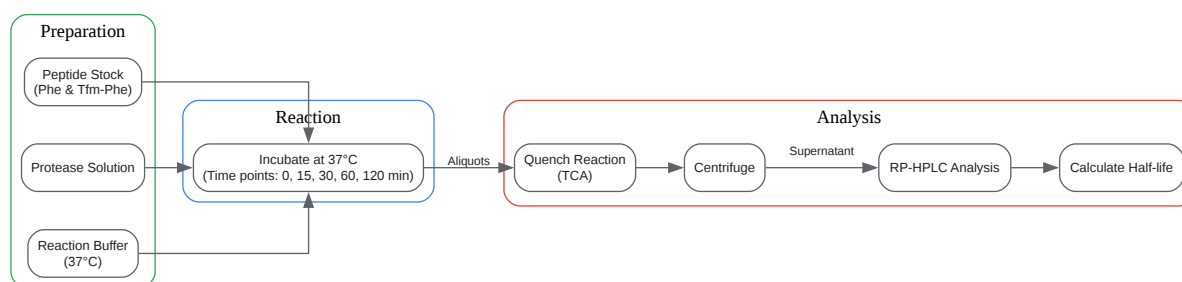 Preparation
Peptide Stock
(Phe & Tfm-Phe)
Protease Solution
Reaction Buffer
(37°C)
Reaction
Incubate at 37°C
(Time points: 0, 15, 30, 60, 120 min)
Aliquots
Analysis
Quench Reaction
(TCA)
Centrifuge
Supernatant
RP-HPLC Analysis
Calculate Half-life